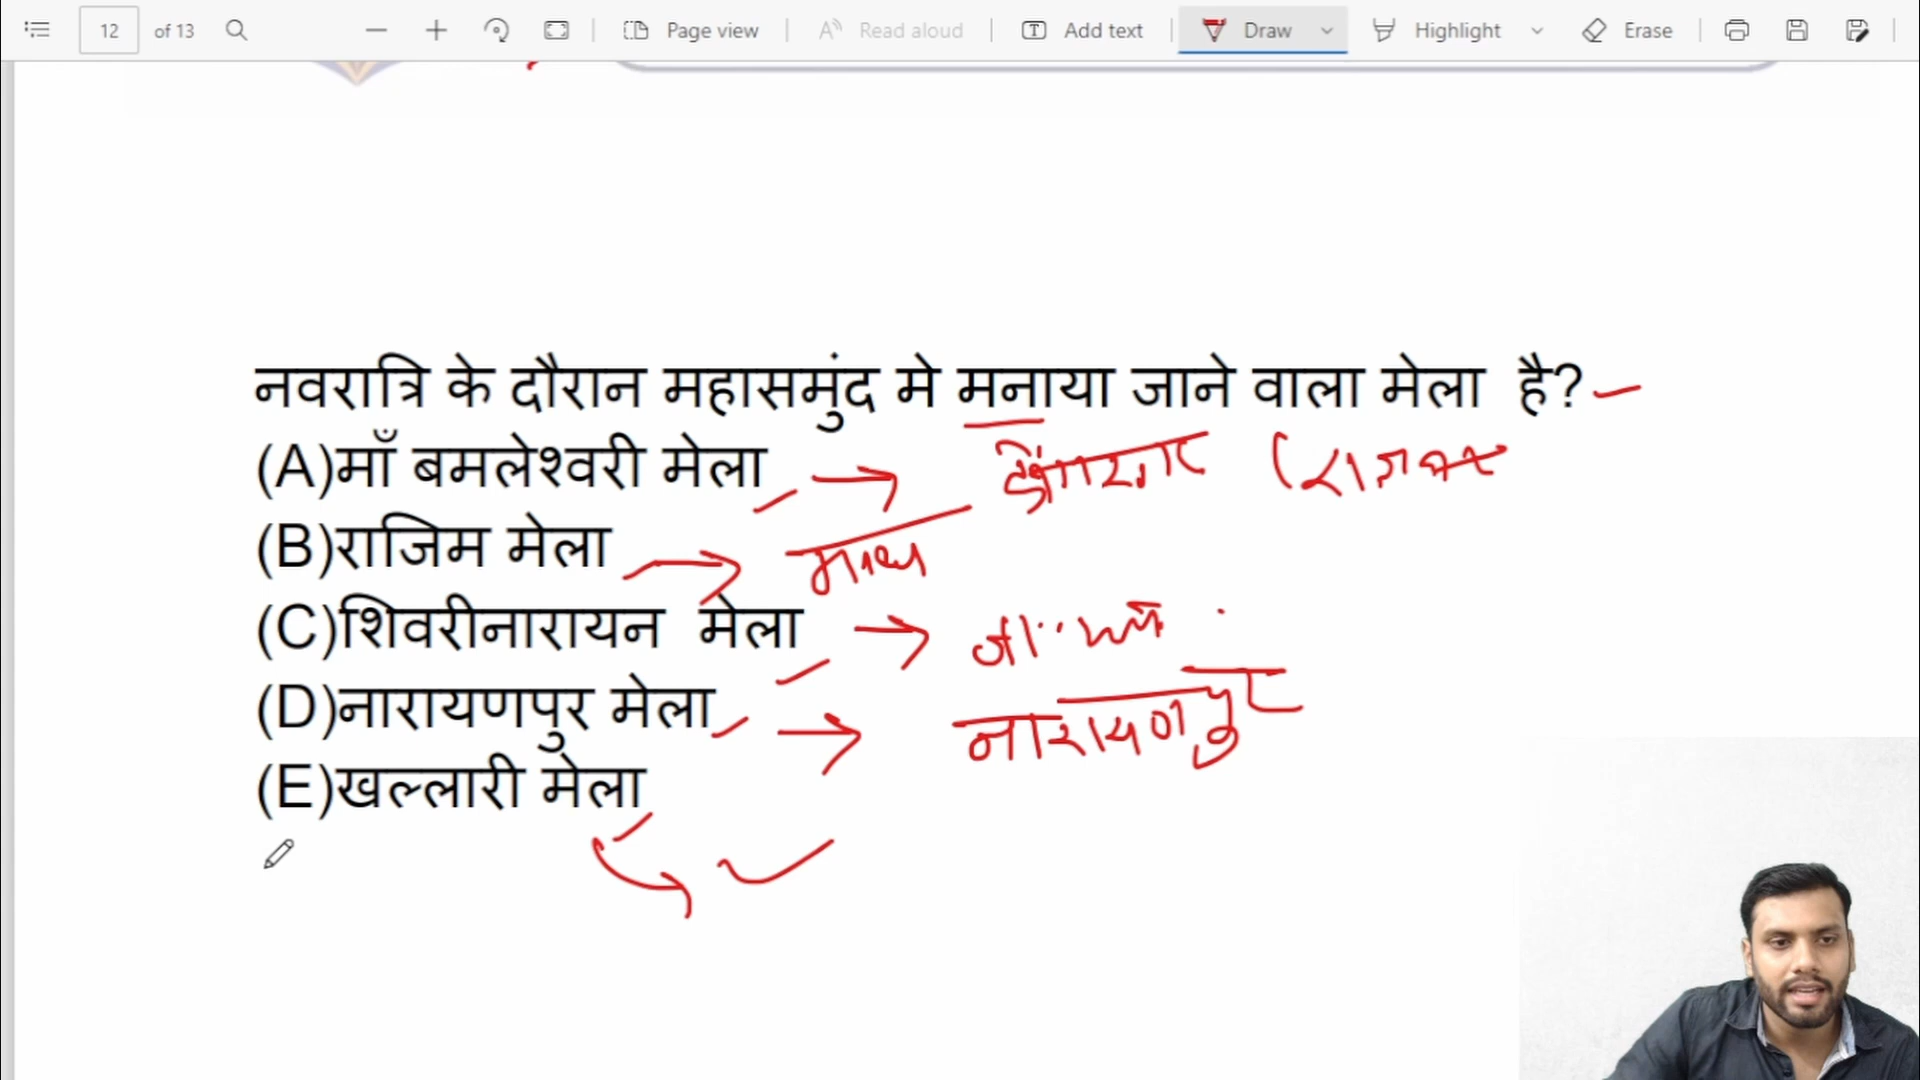 12 of 13 Page view Read aloud Add text Draw Highlight Erase
नवरात्रि के दौरान महासमुंद मे मनाया जाने वाला मेला है?
(A)माँ बमलेश्वरी मेला
(B)राजिम मेला
(C)शिवरीनारायन मेला
(D)नारायणपुर मेला नारायणपुर
(E)खल्लारी मेला